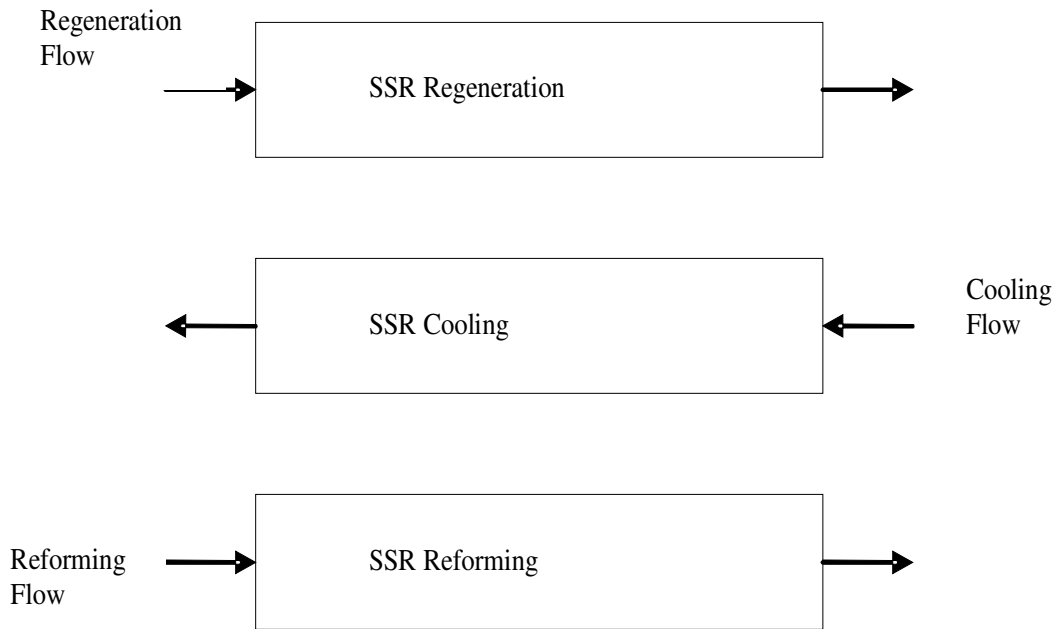 Regeneration
Flow
SSR Regeneration
SSR Cooling
Cooling
Flow
SSR Reforming
Reforming
Flow